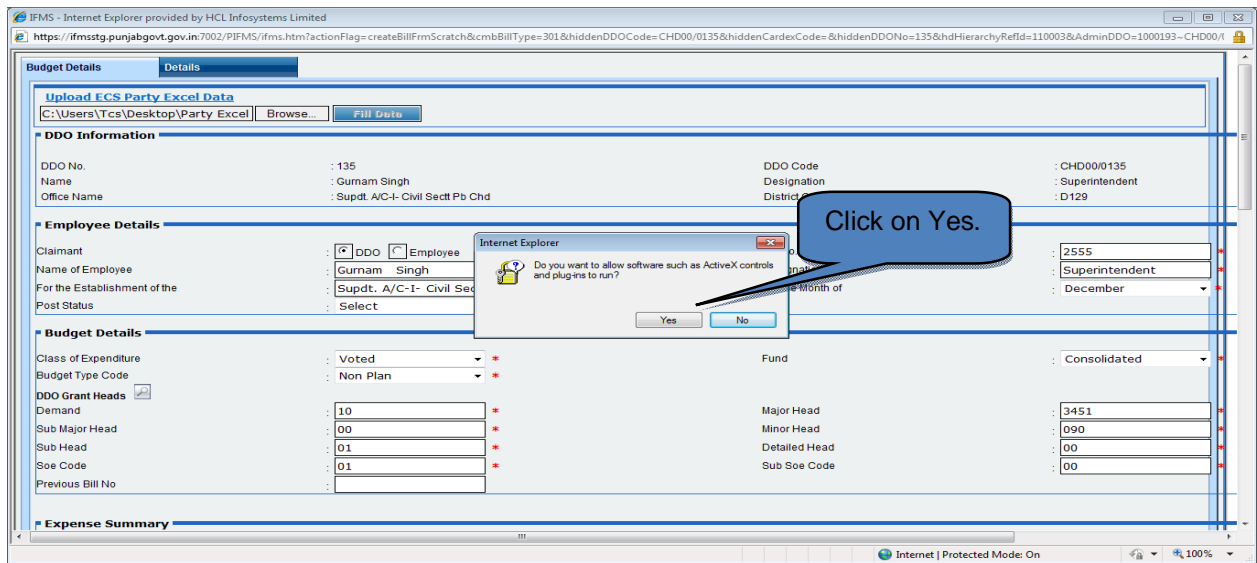 IFMS - Internet Explorer provided by HCL Infosystems Limited
https://ifmsstg.punjabgovt.gov.in:7002/PIFMS/ifms.htm?actionFlag=createBillFrmScratch&cmbBillType=301&hiddenDDOCode=CHD00/0135&hiddenCardexCode=&hiddenDDONo=135&hdHierarchyRefId=110003&AdminDDO=1000193~CHD00/(
Budget Details Details
Upload ECS Party Excel Data
C:\Users\Tcs\Desktop\Party Excel Browse... Fill Data
DDO Information
DDO No. : 135 DDO Code : CHD00/0135
Name : Gurnam Singh Designation : Superintendent
Office Name : Supdt. A/C-I- Civil Sectt Pb Chd District : D129
Click on Yes.
Employee Details
Internet Explorer
Claimant : DDO Employee : 2555 *
Do you want to allow software such as ActiveX controls
and plug-ins to run?
Name of Employee : Gurnam Singh : Superintendent *
For the Establishment of the : Supdt. A/C-I- Civil Sec Month of : December *
Post Status : Select
Yes No
Budget Details
Class of Expenditure : Voted * Fund : Consolidated *
Budget Type Code : Non Plan *
DDO Grant Heads
Demand : 10 * Major Head : 3451 *
Sub Major Head : 00 * Minor Head : 090 *
Sub Head : 01 * Detailed Head : 00 *
Soe Code : 01 * Sub Soe Code : 00 *
Previous Bill No :
Expense Summary
Internet | Protected Mode: On 100%